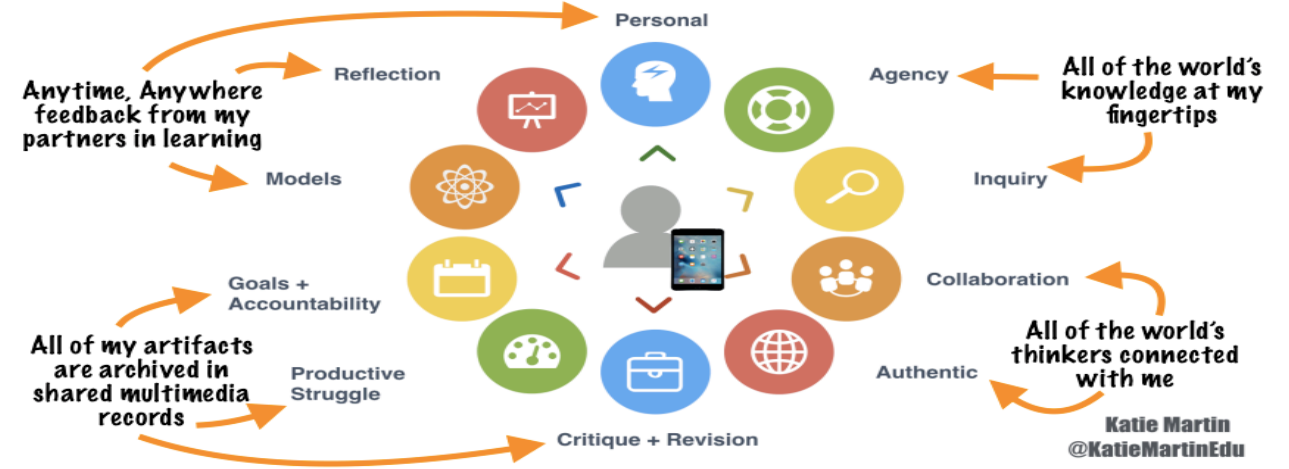 Personal
Reflection
Agency
Anytime, Anywhere
feedback from my
partners in learning
All of the world's
knowledge at my
fingertips
Models
Inquiry
Goals +
Accountability
Collaboration
All of my artifacts
are archived in
shared multimedia
records
All of the world's
thinkers connected
with me
Productive
Struggle
Authentic
Critique + Revision
Katie Martin
@KatieMartinEdu